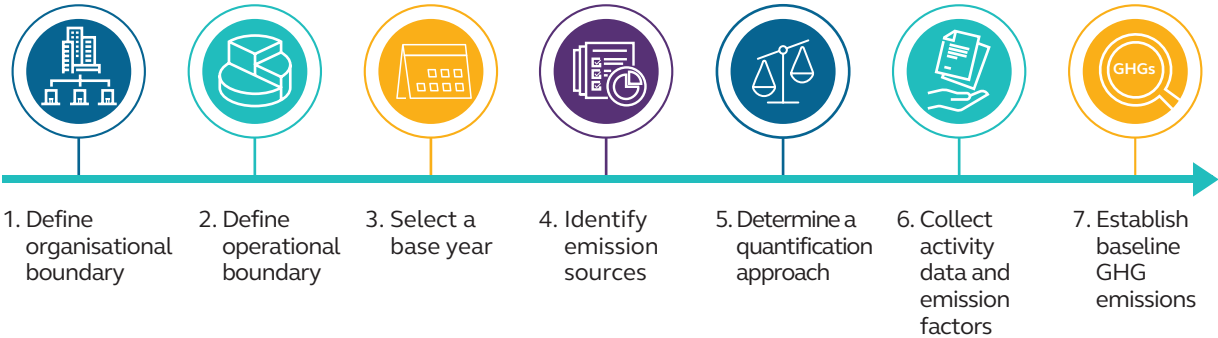 GHGs
1. Define
organisational
boundary
2. Define
operational
boundary
3. Select a
base year
4. Identify
emission
sources
5. Determine a
quantification
approach
6. Collect
activity
data and
emission
factors
7. Establish
baseline
GHG
emissions